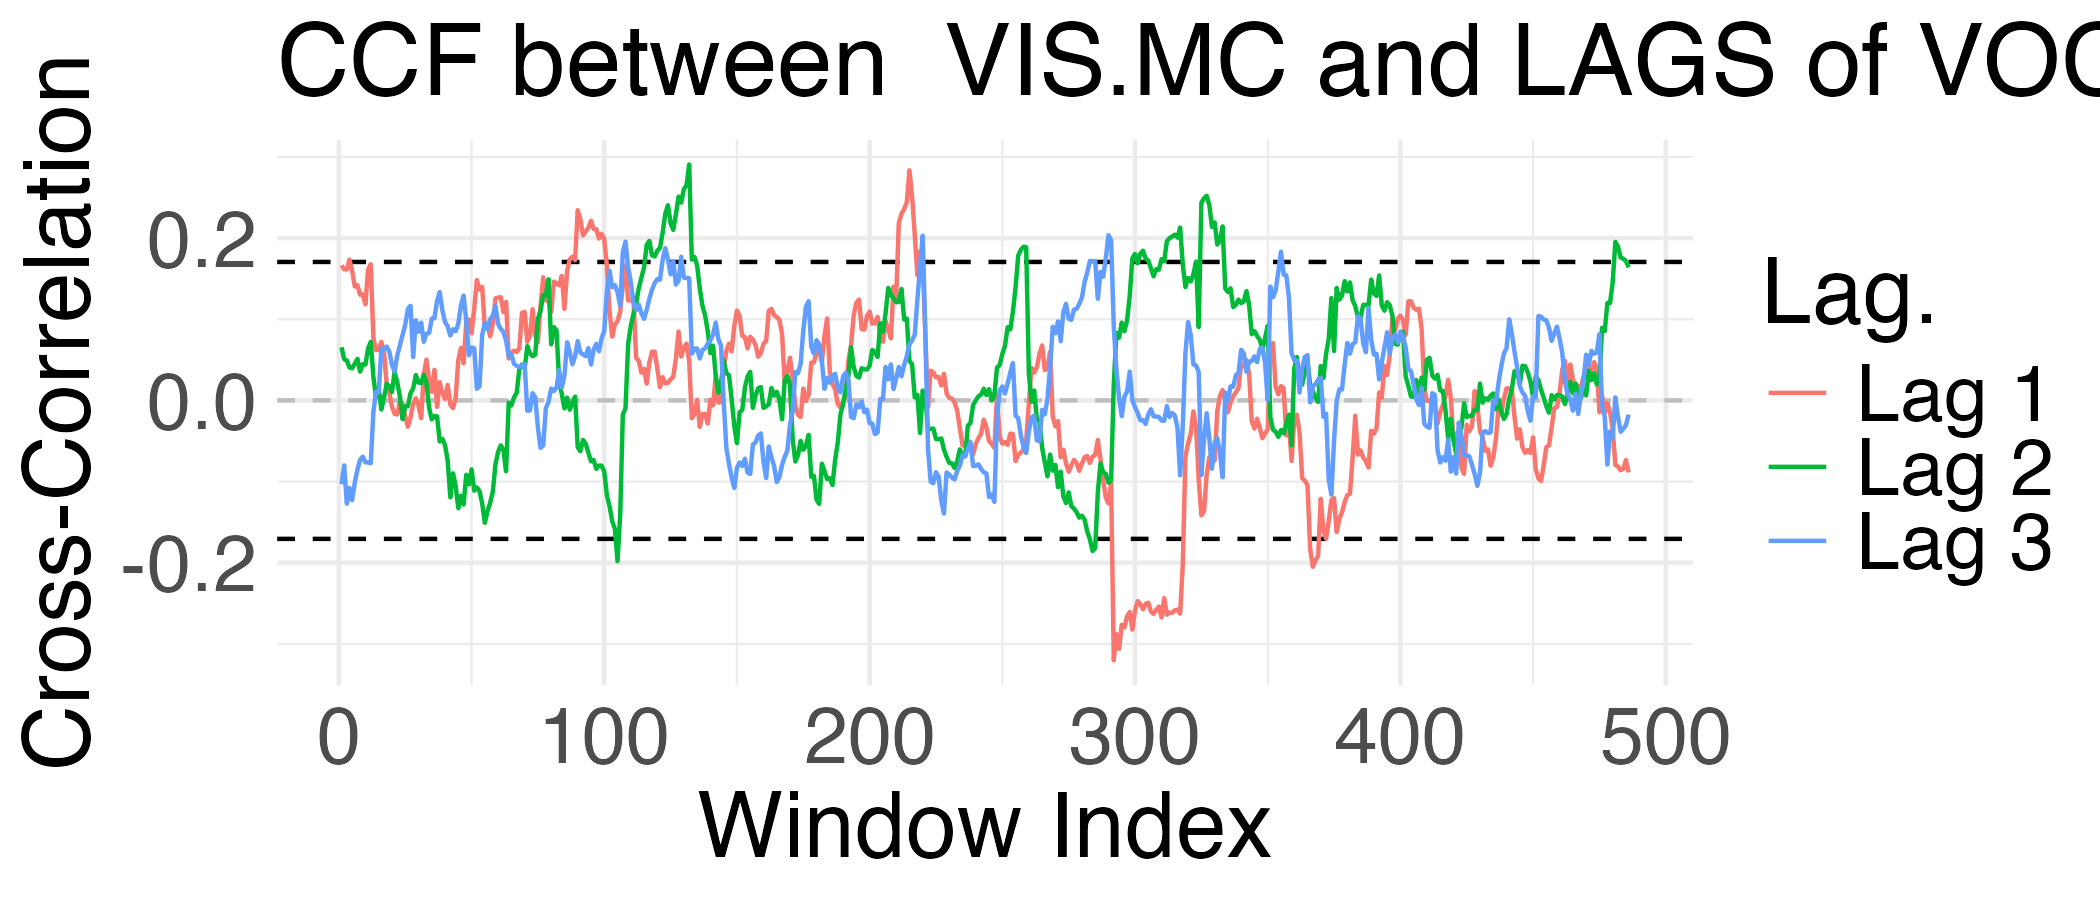 CCF between VIS.MC and LAGS of VOC
Cross-Correlation
0.2
0.0
-0.2
0
100
200
300
400
500
Window Index
Lag.
Lag 1
Lag 2
Lag 3